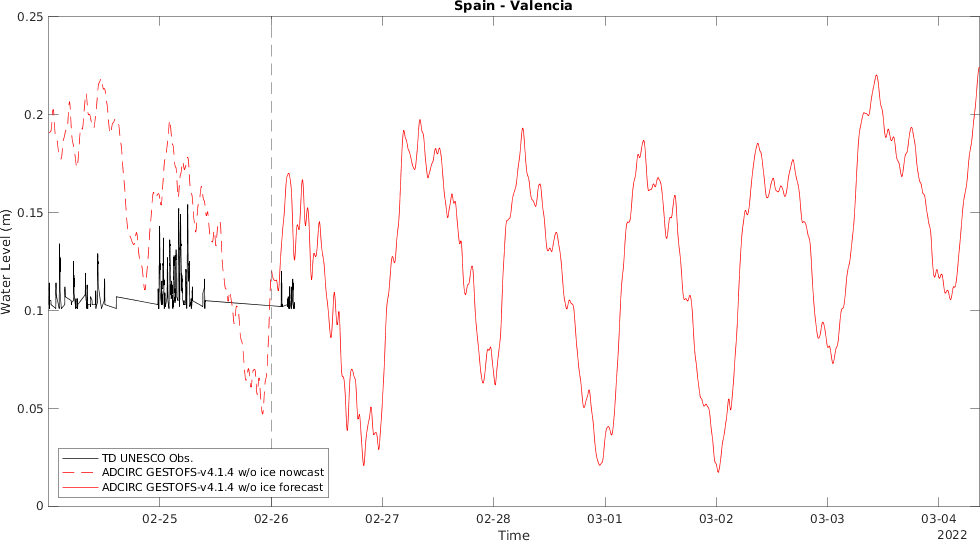 Spain - Valencia
0.25
0.2
0.15
0.1
0.05
0
Water Level (m)
TD UNESCO Obs.
ADCIRC GESTOFS-v4.1.4 w/o ice nowcast
ADCIRC GESTOFS-v4.1.4 w/o ice forecast
02-25 02-26 02-27 02-28 03-01 03-02 03-03 03-04
Time 2022